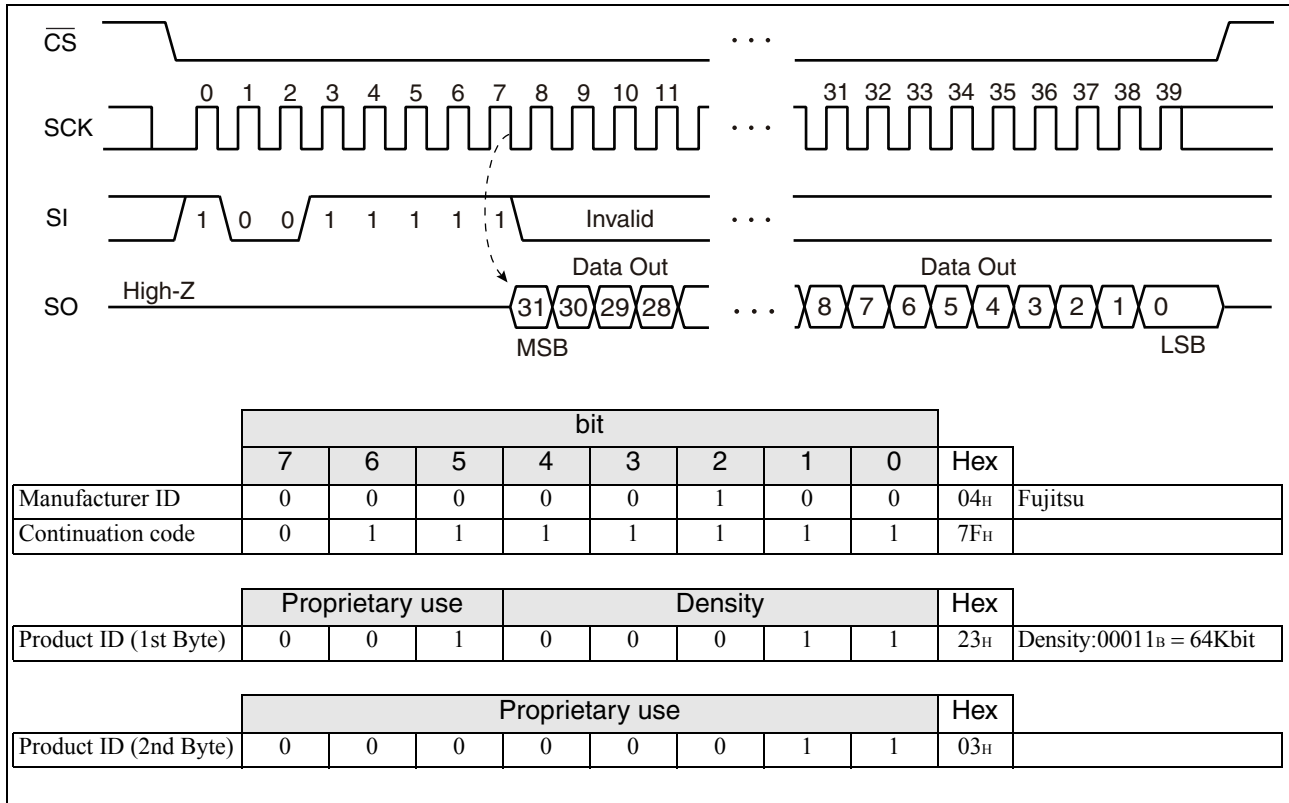 CS
0 1 2 3 4 5 6 7 8 9 10 11 31 32 33 34 35 36 37 38 39
SCK
SI 1 0 0 1 1 1 1 1 Invalid
Data Out Data Out
High-Z
SO 31 30 29 28 8 7 6 5 4 3 2 1 0
MSB LSB
bit
7 6 5 4 3 2 1 0 Hex
Manufacturer ID 0 0 0 0 0 1 0 0 04H Fujitsu
Continuation code 0 1 1 1 1 1 1 1 7FH
Proprietary use Density Hex
Product ID (1st Byte) 0 0 1 0 0 0 1 1 23H Density:00011B = 64Kbit
Proprietary use Hex
Product ID (2nd Byte) 0 0 0 0 0 0 1 1 03H